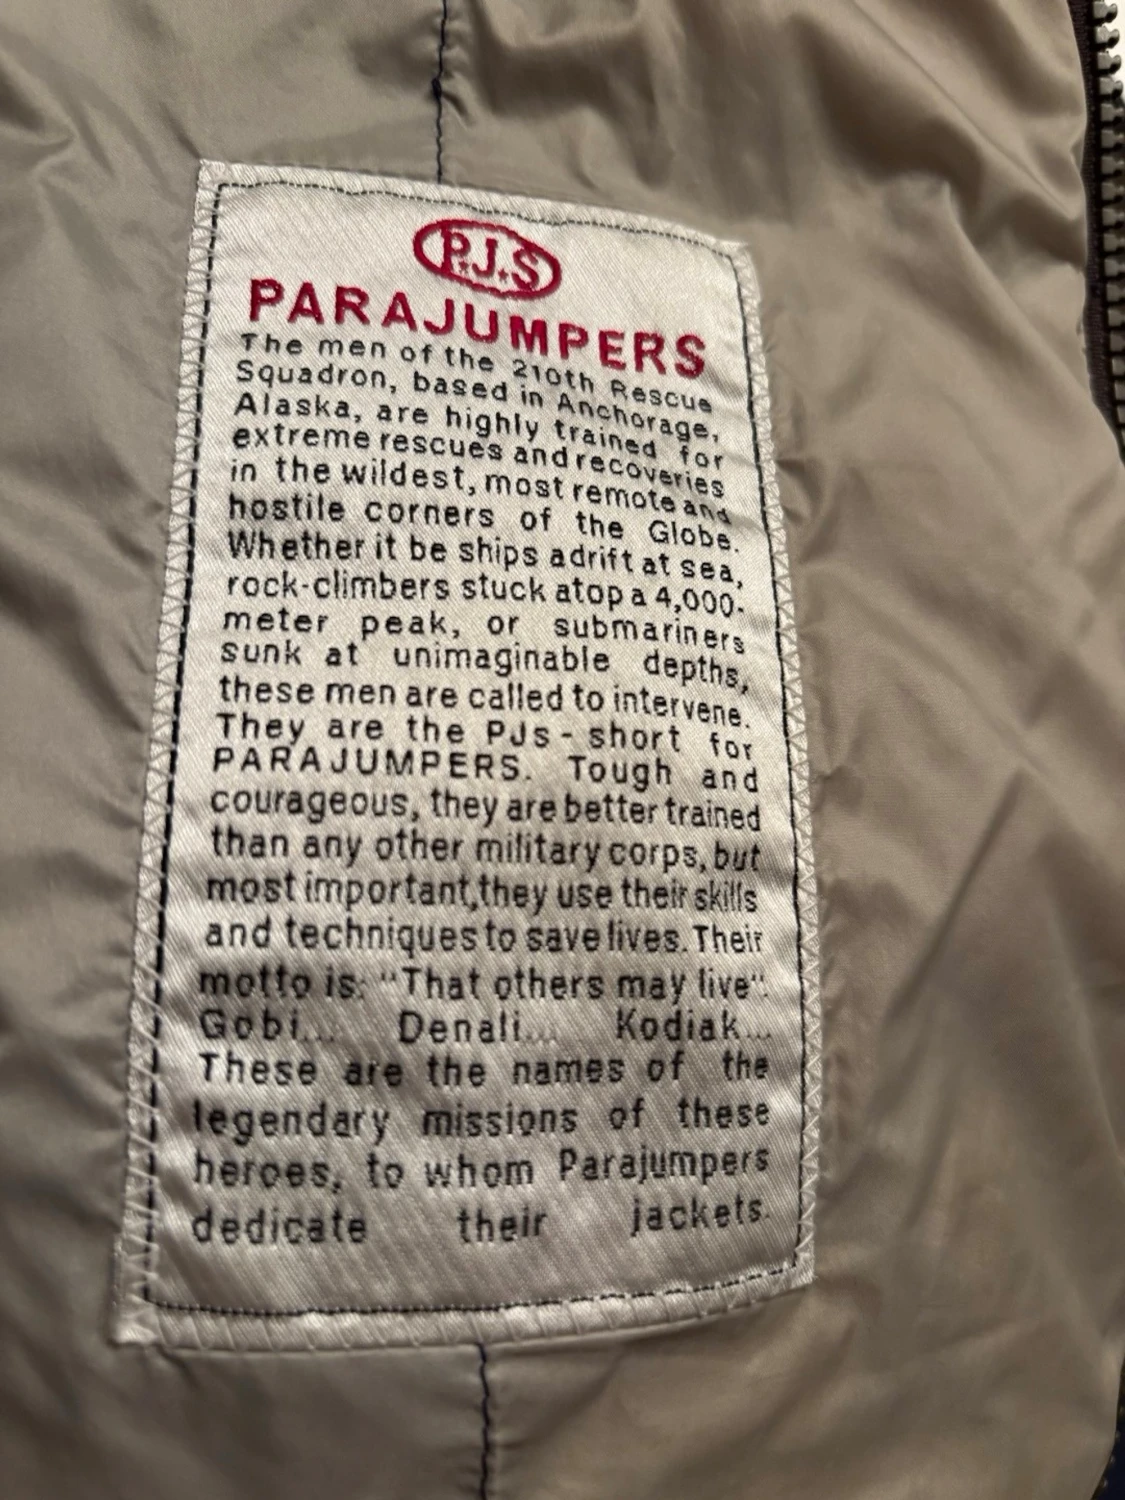 P.J.S
PARAJUMPERS
The men of the 210th Rescue
Squadron, based in Anchorage,
Alaska, are highly trained for
extreme rescues and recoveries
in the wildest, most remote and
hostile corners of the Globe.
Whether it be ships adrift at sea,
rock-climbers stuck atop a 4,000-
meter peak, or submariners
sunk at unimaginable depths,
these men are called to intervene.
They are the PJs - short for
PARAJUMPERS. Tough and
courageous, they are better trained
than any other military corps, but
most important,they use their skills
and techniques to save lives. Their
motto is: "That others may live".
Gobi... Denali... Kodiak...
These are the names of the
legendary missions of these
heroes, to whom Parajumpers
dedicate their jackets.